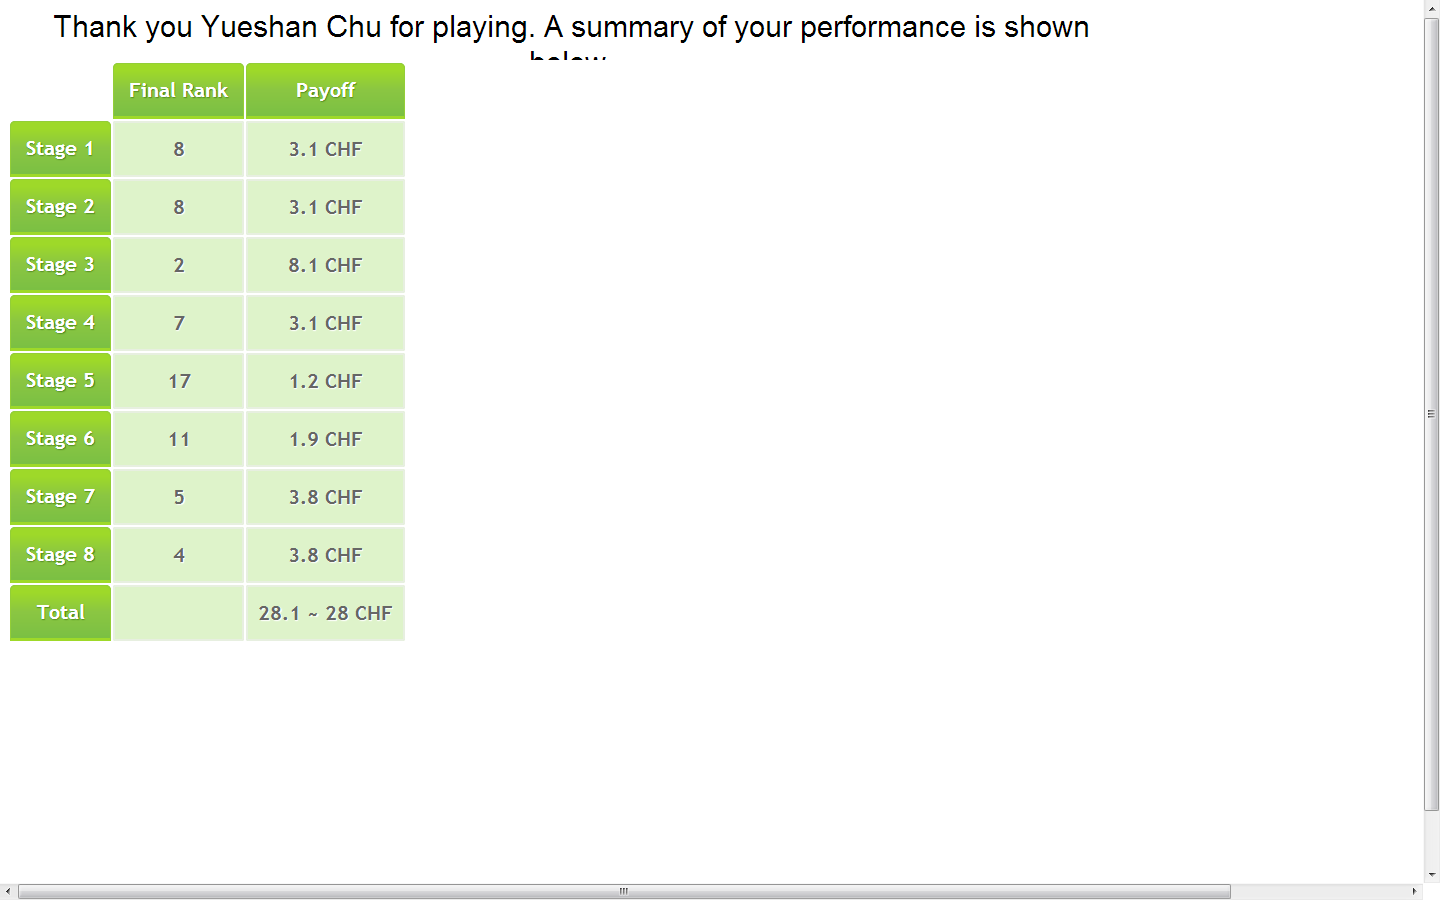 Thank you Yueshan Chu for playing. A summary of your performance is shown
below
Final Rank Payoff
Stage 1 8 3.1 CHF
Stage 2 8 3.1 CHF
Stage 3 2 8.1 CHF
Stage 4 7 3.1 CHF
Stage 5 17 1.2 CHF
Stage 6 11 1.9 CHF
Stage 7 5 3.8 CHF
Stage 8 4 3.8 CHF
Total 28.1 ~ 28 CHF